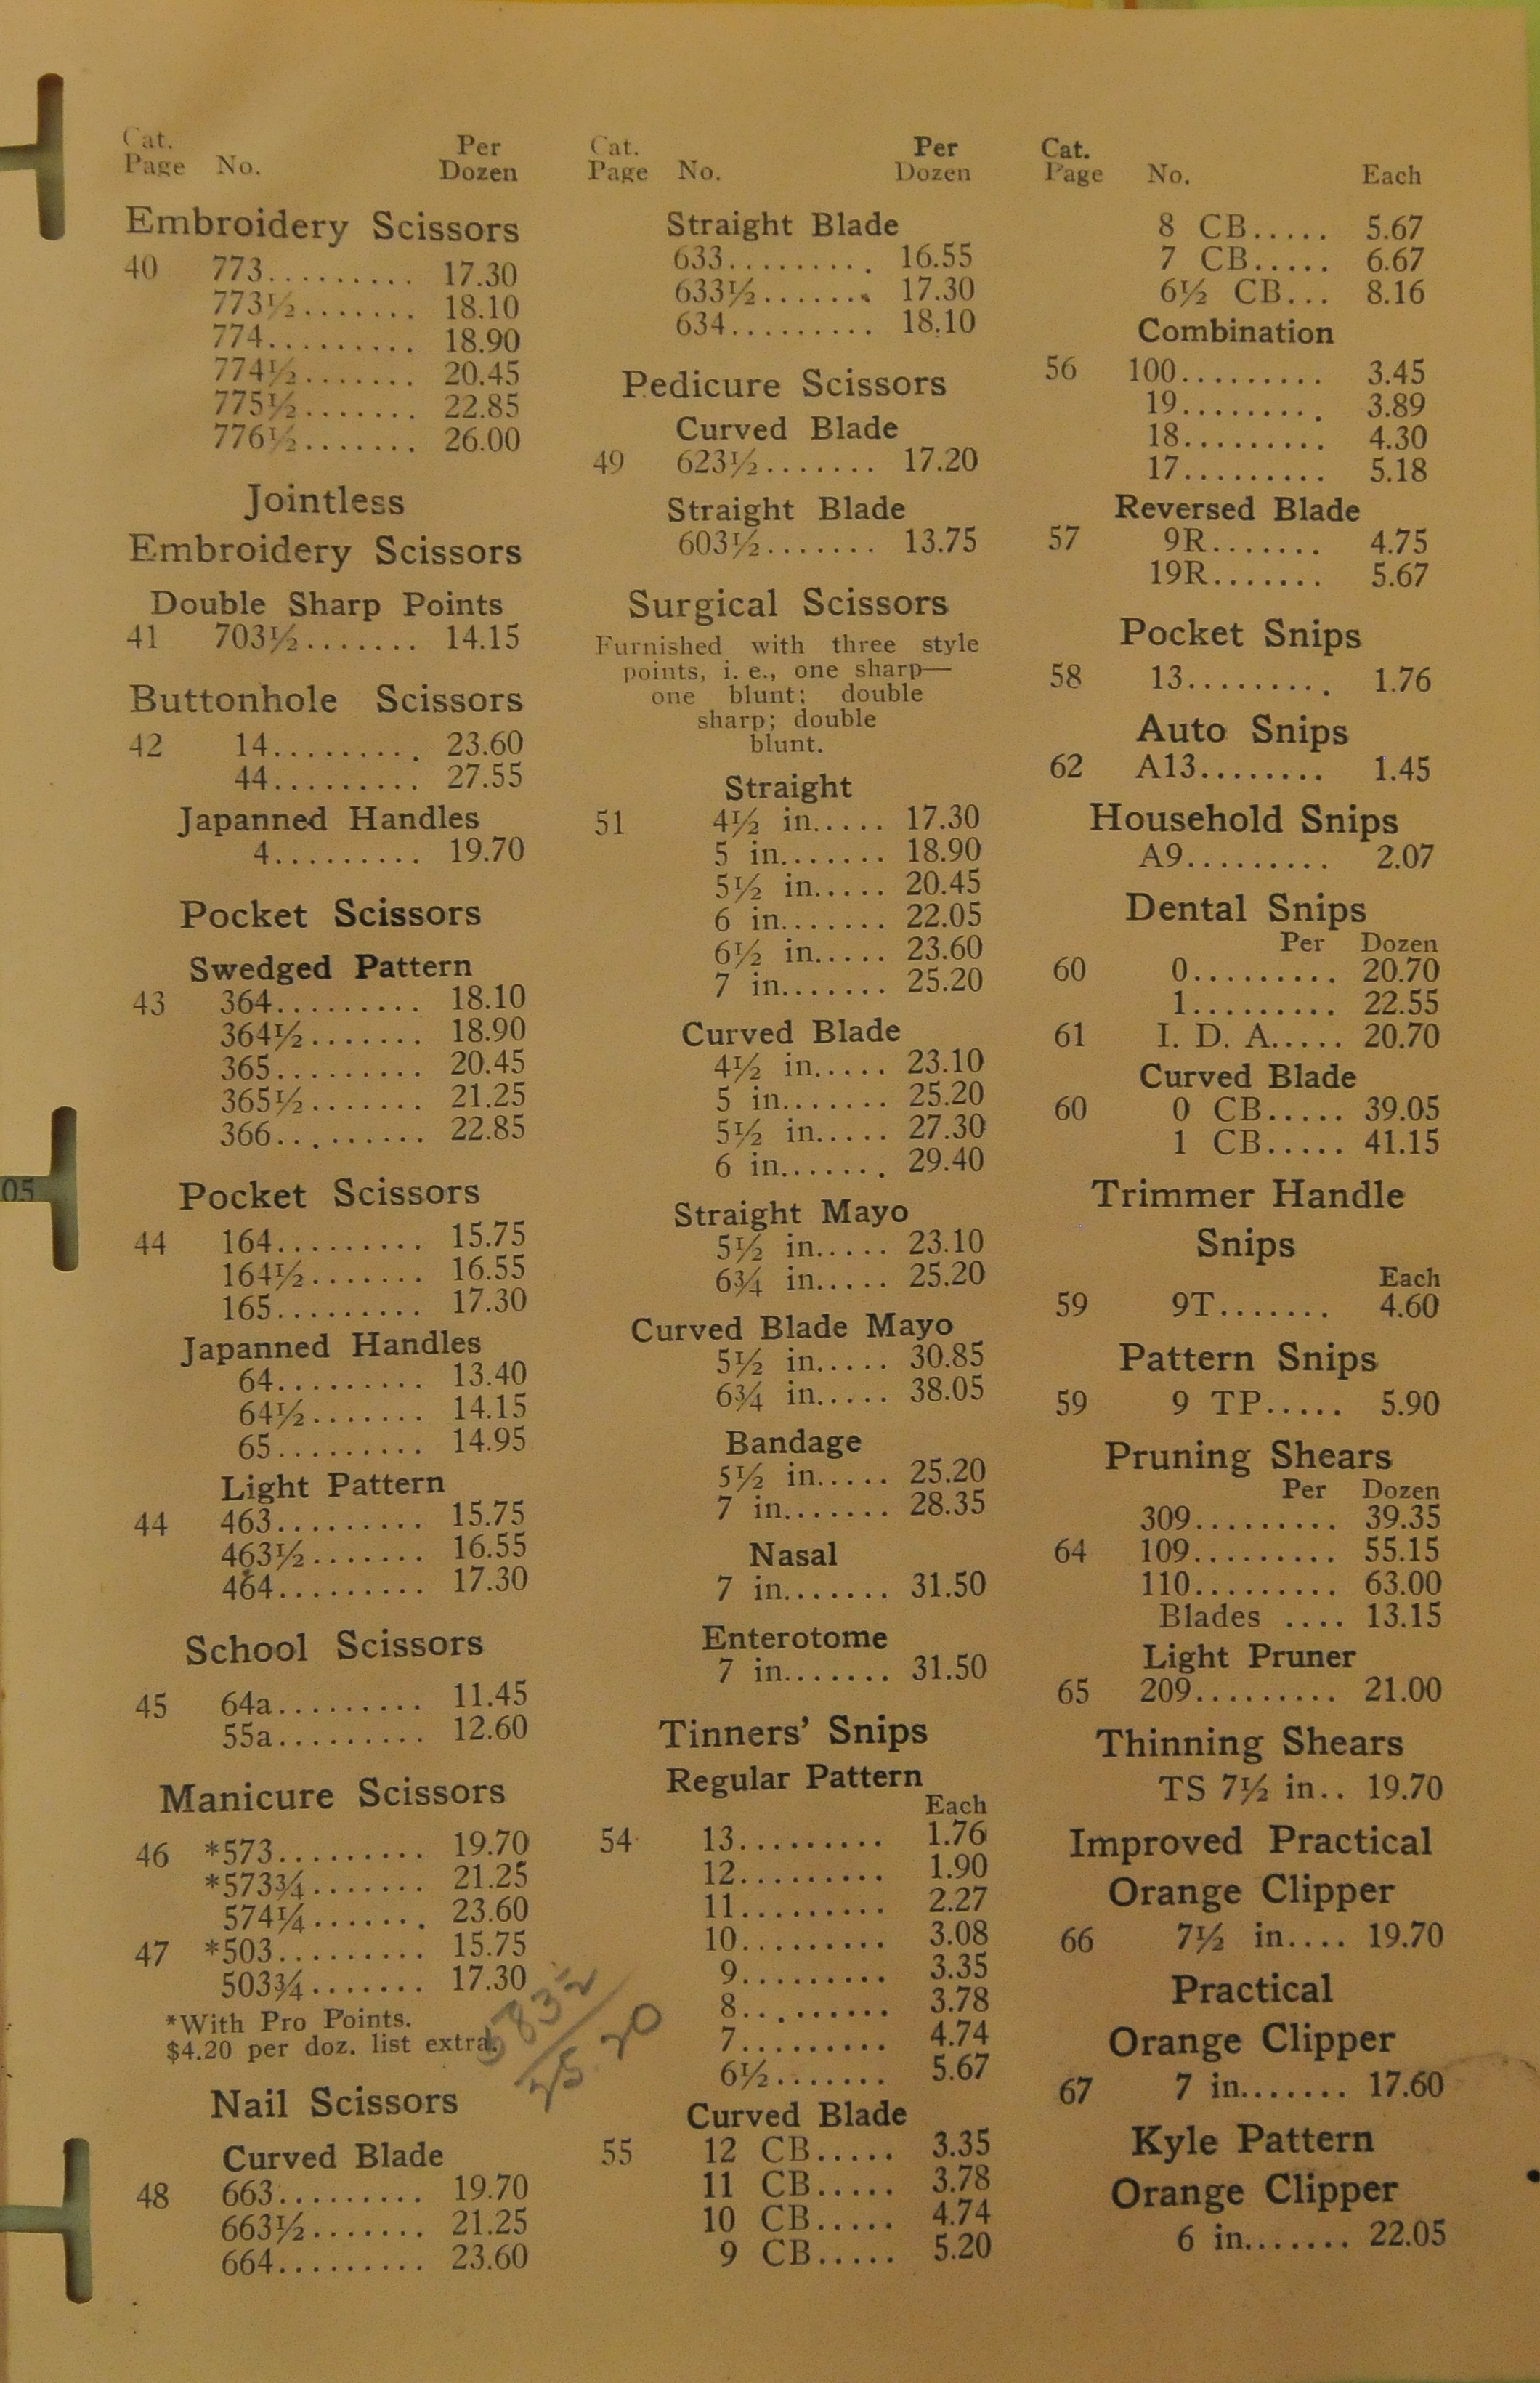 Cat. Page No. Per Dozen
Embroidery Scissors
40 773......... 17.30
773½....... 18.10
774......... 18.90
774½....... 20.45
775½....... 22.85
776½....... 26.00
Jointless
Embroidery Scissors
Double Sharp Points
41 703½....... 14.15
Buttonhole Scissors
42 14......... 23.60
44......... 27.55
Japanned Handles
4......... 19.70
Pocket Scissors
Swedged Pattern
43 364......... 18.10
364½....... 18.90
365......... 20.45
365½....... 21.25
366......... 22.85
Pocket Scissors
44 164......... 15.75
164½....... 16.55
165......... 17.30
Japanned Handles
64......... 13.40
64½....... 14.15
65......... 14.95
Light Pattern
44 463......... 15.75
463½....... 16.55
464......... 17.30
School Scissors
45 64a......... 11.45
55a......... 12.60
Manicure Scissors
46 *573......... 19.70
*573¾....... 21.25
574¼....... 23.60
47 *503......... 15.75
503¾....... 17.30
*With Pro Points.
$4.20 per doz. list extra.
Nail Scissors
Curved Blade
48 663......... 19.70
663½....... 21.25
664......... 23.60
Cat. Page No. Per Dozen
Straight Blade
633......... 16.55
633½....... 17.30
634......... 18.10
Pedicure Scissors
Curved Blade
49 623½....... 17.20
Straight Blade
603½....... 13.75
Surgical Scissors
Furnished with three style
points, i. e., one sharp—
one blunt; double
sharp; double
blunt.
Straight
51 4½ in..... 17.30
5 in....... 18.90
5½ in..... 20.45
6 in....... 22.05
6½ in..... 23.60
7 in....... 25.20
Curved Blade
4½ in..... 23.10
5 in....... 25.20
5½ in..... 27.30
6 in....... 29.40
Straight Mayo
5½ in..... 23.10
6¾ in..... 25.20
Curved Blade Mayo
5½ in..... 30.85
6¾ in..... 38.05
Bandage
5½ in..... 25.20
7 in....... 28.35
Nasal
7 in....... 31.50
Enterotome
7 in....... 31.50
Tinners' Snips
Regular Pattern
Each
54 13......... 1.76
12......... 1.90
11......... 2.27
10......... 3.08
9......... 3.35
8......... 3.78
7......... 4.74
6½....... 5.67
Curved Blade
55 12 CB..... 3.35
11 CB..... 3.78
10 CB..... 4.74
9 CB..... 5.20
Cat. Page No. Each
8 CB..... 5.67
7 CB..... 6.67
6½ CB... 8.16
Combination
56 100......... 3.45
19......... 3.89
18......... 4.30
17......... 5.18
Reversed Blade
57 9R....... 4.75
19R....... 5.67
Pocket Snips
58 13......... 1.76
Auto Snips
62 A13........ 1.45
Household Snips
A9......... 2.07
Dental Snips
Per Dozen
60 0......... 20.70
1......... 22.55
61 I. D. A..... 20.70
Curved Blade
60 0 CB..... 39.05
1 CB..... 41.15
Trimmer Handle
Snips
Each
59 9T....... 4.60
Pattern Snips
59 9 TP..... 5.90
Pruning Shears
Per Dozen
309......... 39.35
64 109......... 55.15
110......... 63.00
Blades .... 13.15
Light Pruner
65 209......... 21.00
Thinning Shears
TS 7½ in.. 19.70
Improved Practical
Orange Clipper
66 7½ in.... 19.70
Practical
Orange Clipper
67 7 in....... 17.60
Kyle Pattern
Orange Clipper
6 in....... 22.05
05